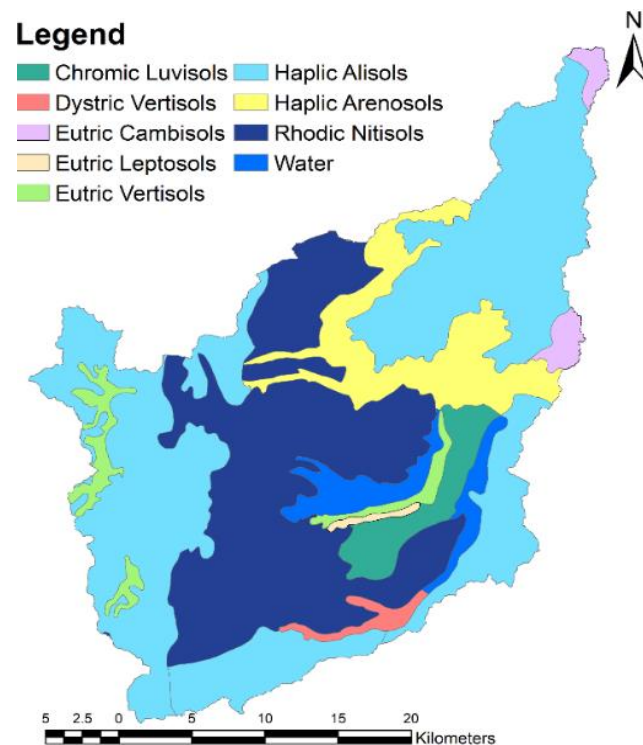 Legend
N
Chromic Luvisols
Haplic Alisols
Dystric Vertisols
Haplic Arenosols
Eutric Cambisols
Rhodic Nitisols
Eutric Leptosols
Water
Eutric Vertisols
5 2.5 0 5 10 15 20
Kilometers